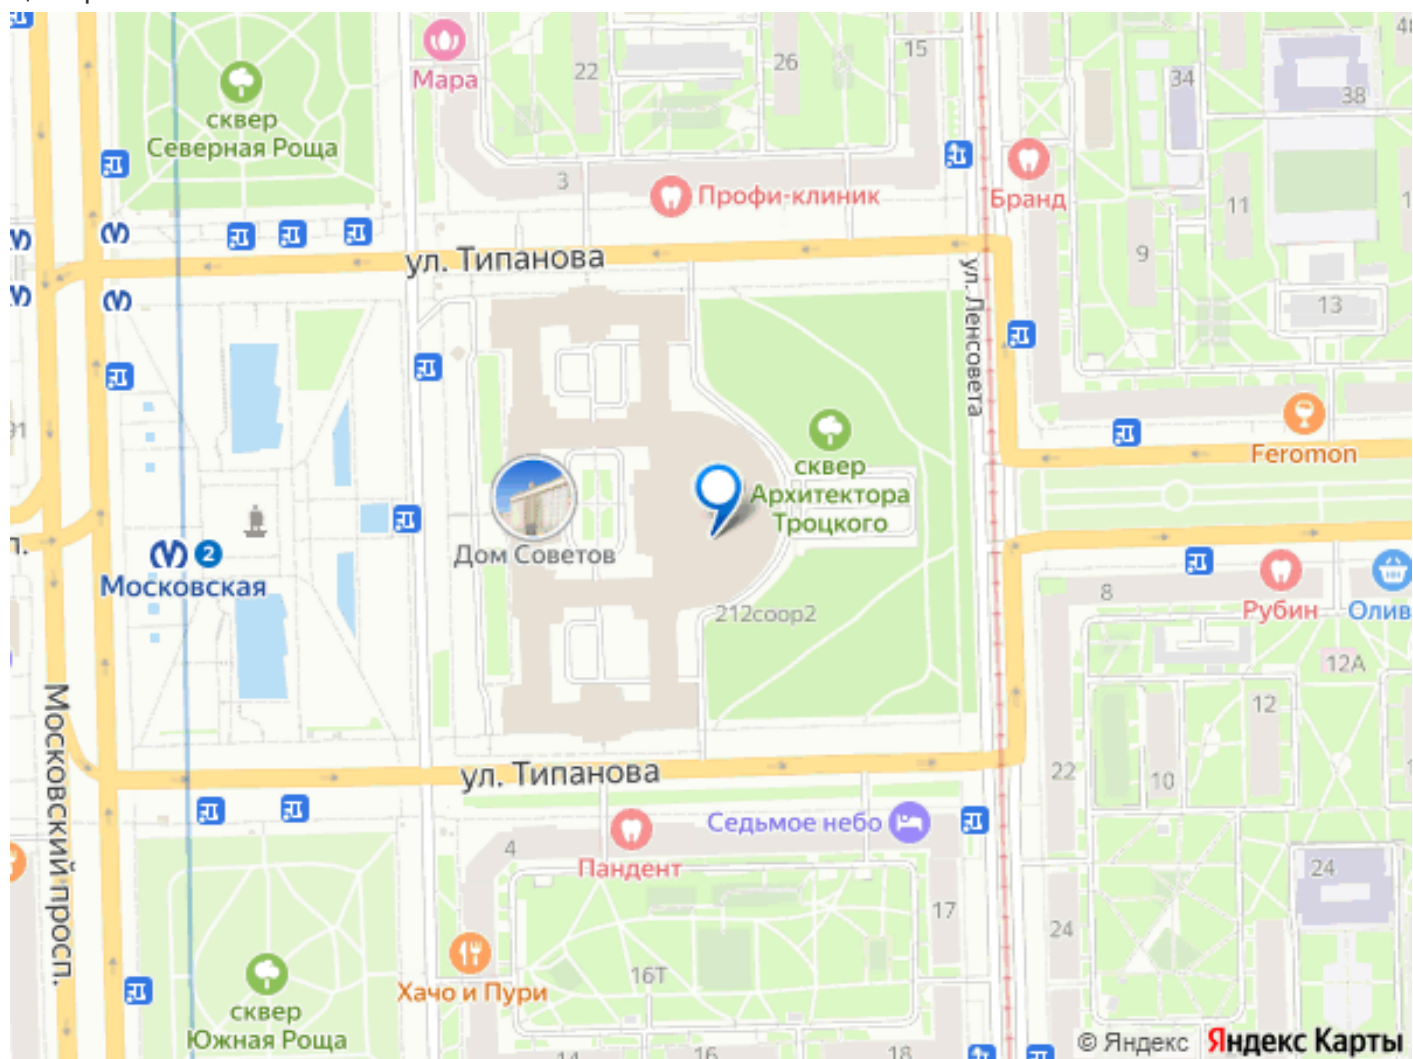 Мара
22
26
15
34
38
сквер
Северная Роща
3
Профи-клиник
Бранд
11
9
ул. Типанова
ул. Ленсовета
13
91
сквер
Архитектора
Троцкого
Feromon
Дом Советов
2
Московская
212соор2
8
Рубин
Олив
12А
12
Московский просп.
ул. Типанова
22
10
Седьмое небо
4
Пандент
24
17
24
Хачо и Пури
16Т
сквер
Южная Роща
14
16
18
© Яндекс
Яндекс Карты